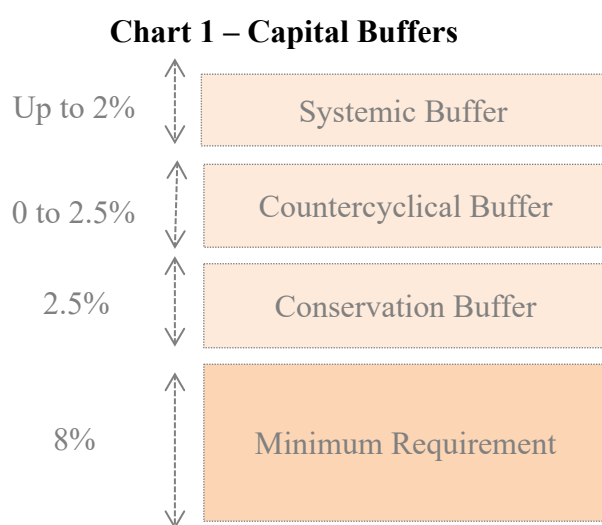 Chart 1 – Capital Buffers
Up to 2%
Systemic Buffer
0 to 2.5%
Countercyclical Buffer
2.5%
Conservation Buffer
8%
Minimum Requirement